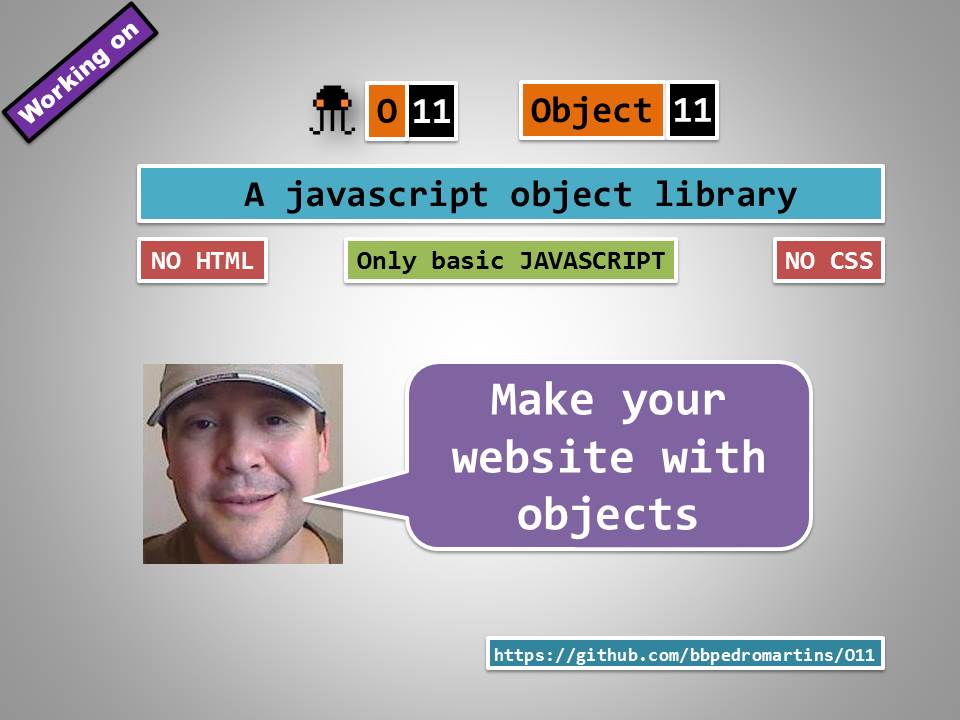 Working on
O 11
Object 11
A javascript object library
NO HTML
Only basic JAVASCRIPT
NO CSS
Make your
website with
objects
https://github.com/bbpedromartins/O11